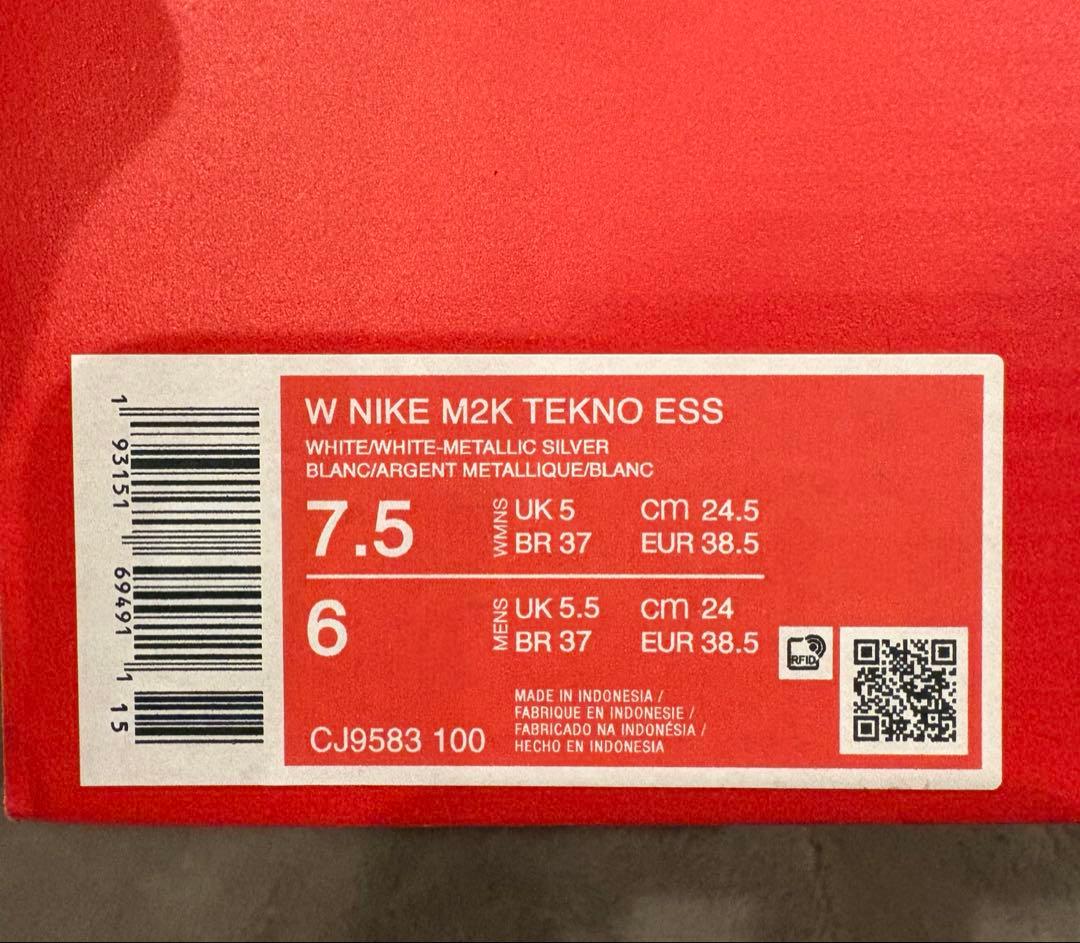 1 93151 69491 1 15
W NIKE M2K TEKNO ESS
WHITE/WHITE-METALLIC SILVER
BLANC/ARGENT METALLIQUE/BLANC
7.5 WMNS UK 5 cm 24.5
BR 37 EUR 38.5
6 MENS UK 5.5 cm 24
BR 37 EUR 38.5
RFID
MADE IN INDONESIA /
FABRIQUE EN INDONESIE /
FABRICADO NA INDONÉSIA /
HECHO EN INDONESIA
CJ9583 100